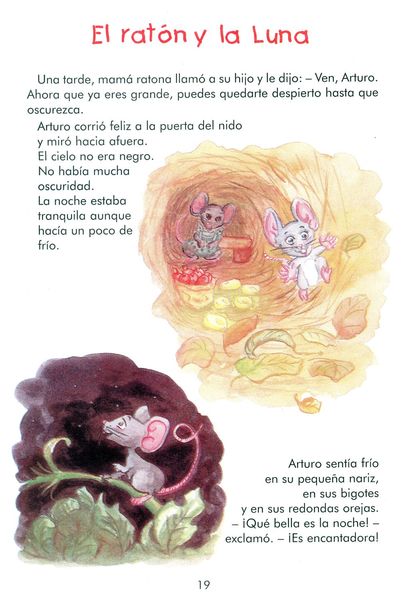 El ratón y la Luna
Una tarde, mamá ratona llamó a su hijo y le dijo: – Ven, Arturo.
Ahora que ya eres grande, puedes quedarte despierto hasta que
oscurezca.
Arturo corrió feliz a la puerta del nido
y miró hacia afuera.
El cielo no era negro.
No había mucha
oscuridad.
La noche estaba
tranquila aunque
hacía un poco de
frío.
Arturo sentía frío
en su pequeña nariz,
en sus bigotes
y en sus redondas orejas.
– ¡Qué bella es la noche! –
exclamó. – ¡Es encantadora!
19